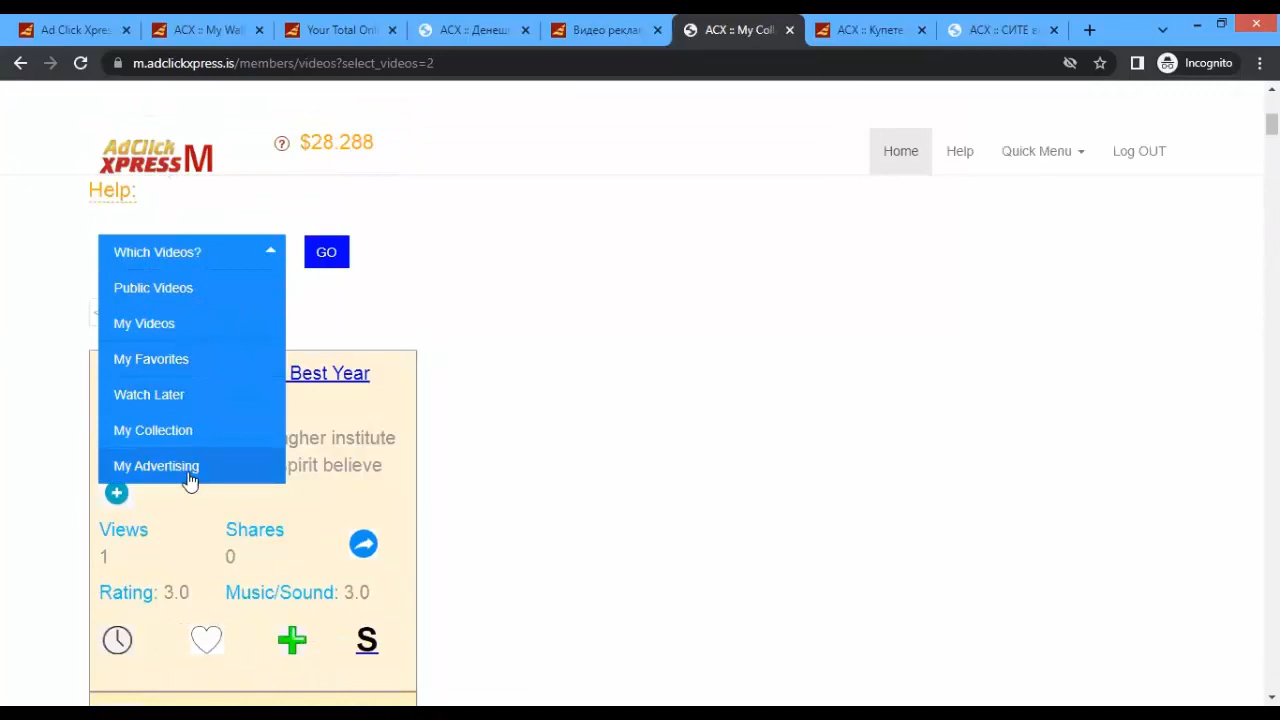 Ad Click Xpres
ACX :: My Wal
Your Total Onl
ACX :: Денеш
Видео рекла
ACX :: My Coll
ACX :: Купете
ACX :: СИТЕ в
m.adclickxpress.is/members/videos?select_videos=2
Incognito
AdClick
XPRESS M
? $28.288
Home
Help
Quick Menu
Log OUT
Help:
Which Videos?
GO
Public Videos
My Videos
My Favorites
Best Year
Watch Later
My Collection
gher institute
My Advertising
spirit believe
Views
Shares
1
0
Rating: 3.0
Music/Sound: 3.0
S